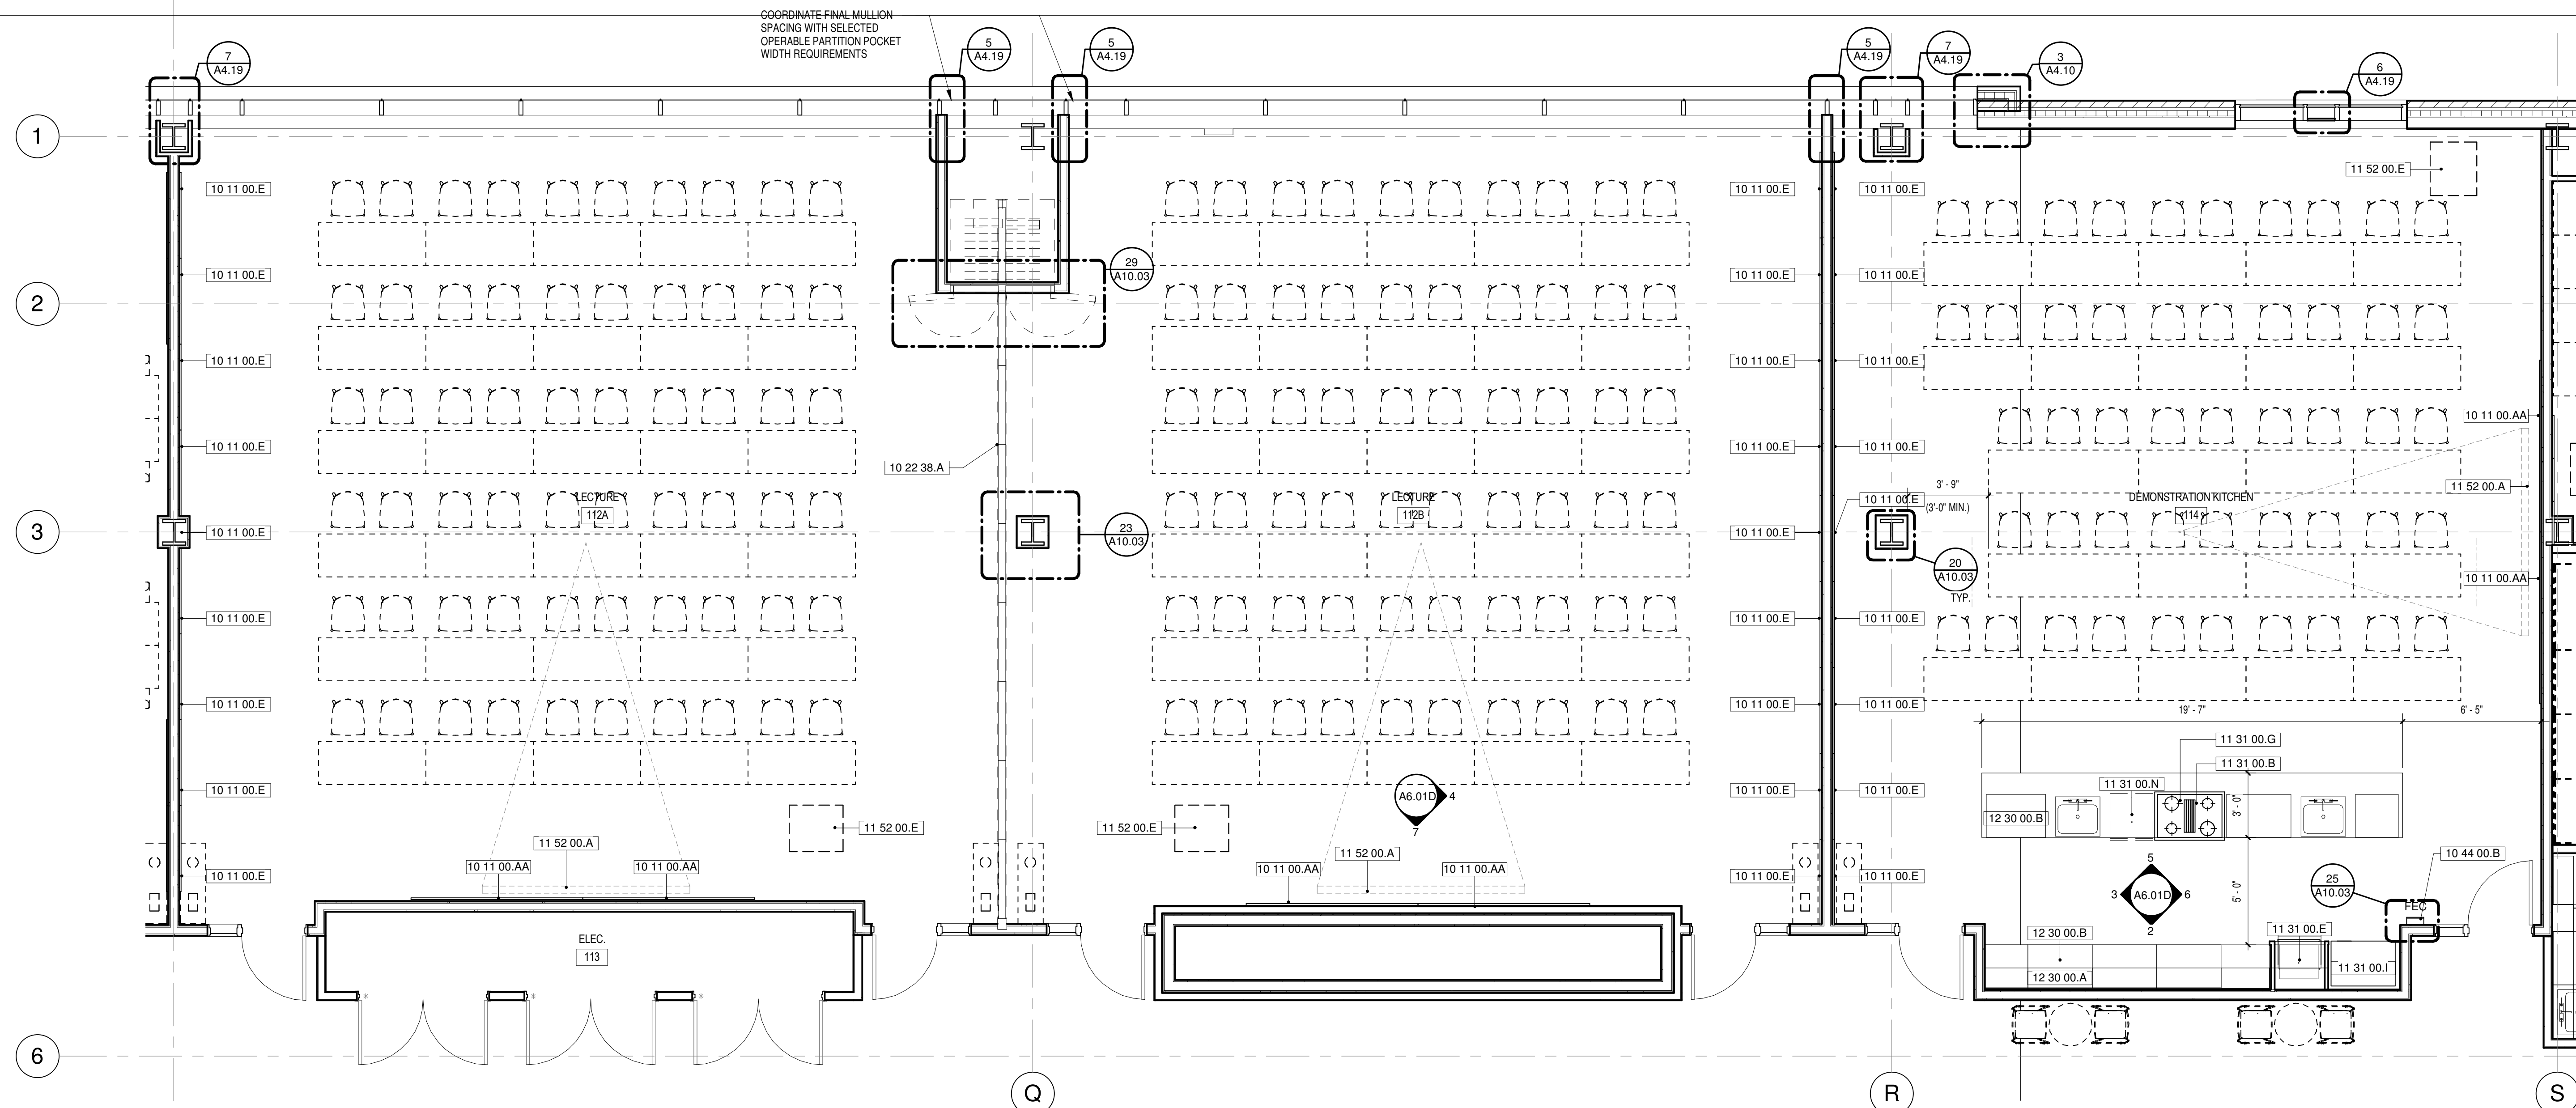 COORDINATE FINAL MULLION
SPACING WITH SELECTED
OPERABLE PARTITION POCKET
WIDTH REQUIREMENTS
7
A4.19
5
A4.19
5
A4.19
5
A4.19
7
A4.19
3
A4.10
6
A4.19
1
11 52 00.E
10 11 00.E
10 11 00.E
10 11 00.E
10 11 00.E
10 11 00.E
10 11 00.E
29
A10.03
2
10 11 00.E
10 11 00.E
10 11 00.E
10 11 00.AA
10 11 00.E
10 11 00.E
10 11 00.E
10 22 38.A
11 52 00.A
3' - 9"
10 11 00.E
(3'-0" MIN.)
LECTURE
112A
LECTURE
112B
DEMONSTRATION KITCHEN
114
3
10 11 00.E
23
A10.03
10 11 00.E
20
A10.03
TYP.
10 11 00.AA
10 11 00.E
10 11 00.E
10 11 00.E
10 11 00.E
10 11 00.E
10 11 00.E
19' - 7"
6' - 5"
11 31 00.G
11 31 00.B
11 31 00.N
10 11 00.E
A6.01D
4
7
10 11 00.E
10 11 00.E
3' - 0"
12 30 00.B
11 52 00.E
11 52 00.E
11 52 00.A
11 52 00.A
10 44 00.B
10 11 00.AA
10 11 00.AA
10 11 00.AA
10 11 00.AA
10 11 00.E
10 11 00.E
10 11 00.E
5
3
A6.01D
6
2
5' - 0"
25
A10.03
FEC
ELEC.
113
12 30 00.B
11 31 00.E
12 30 00.A
11 31 00.I
6
Q
R
S